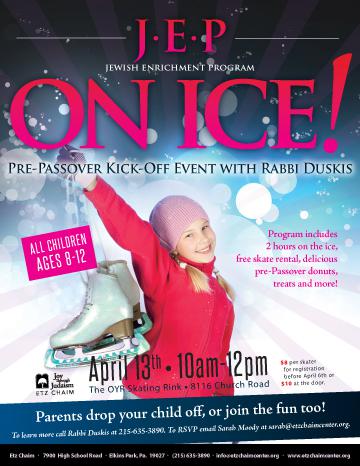 J·E·P
JEWISH ENRICHMENT PROGRAM
ON ICE!
PRE-PASSOVER KICK-OFF EVENT WITH RABBI DUSKIS
ALL CHILDREN
AGES 8-12
Program includes
2 hours on the ice,
free skate rental, delicious
pre-Passover donuts,
treats and more!
Joy
Through
Judaism
ETZ CHAIM
April 13th • 10am-12pm
The OYR Skating Rink • 8116 Church Road
$8 per skater
for registration
before April 6th or
$10 at the door.
Parents drop your child off, or join the fun too!
To learn more call Rabbi Duskis at 215-635-3890. To RSVP email Sarah Moody at sarah@etzchaimcenter.org
Etz Chaim · 7900 High School Road · Elkins Park, Pa. 19027 · (215) 635-3890 · info@etzchaimcenter.org · www.etzchaimcenter.org